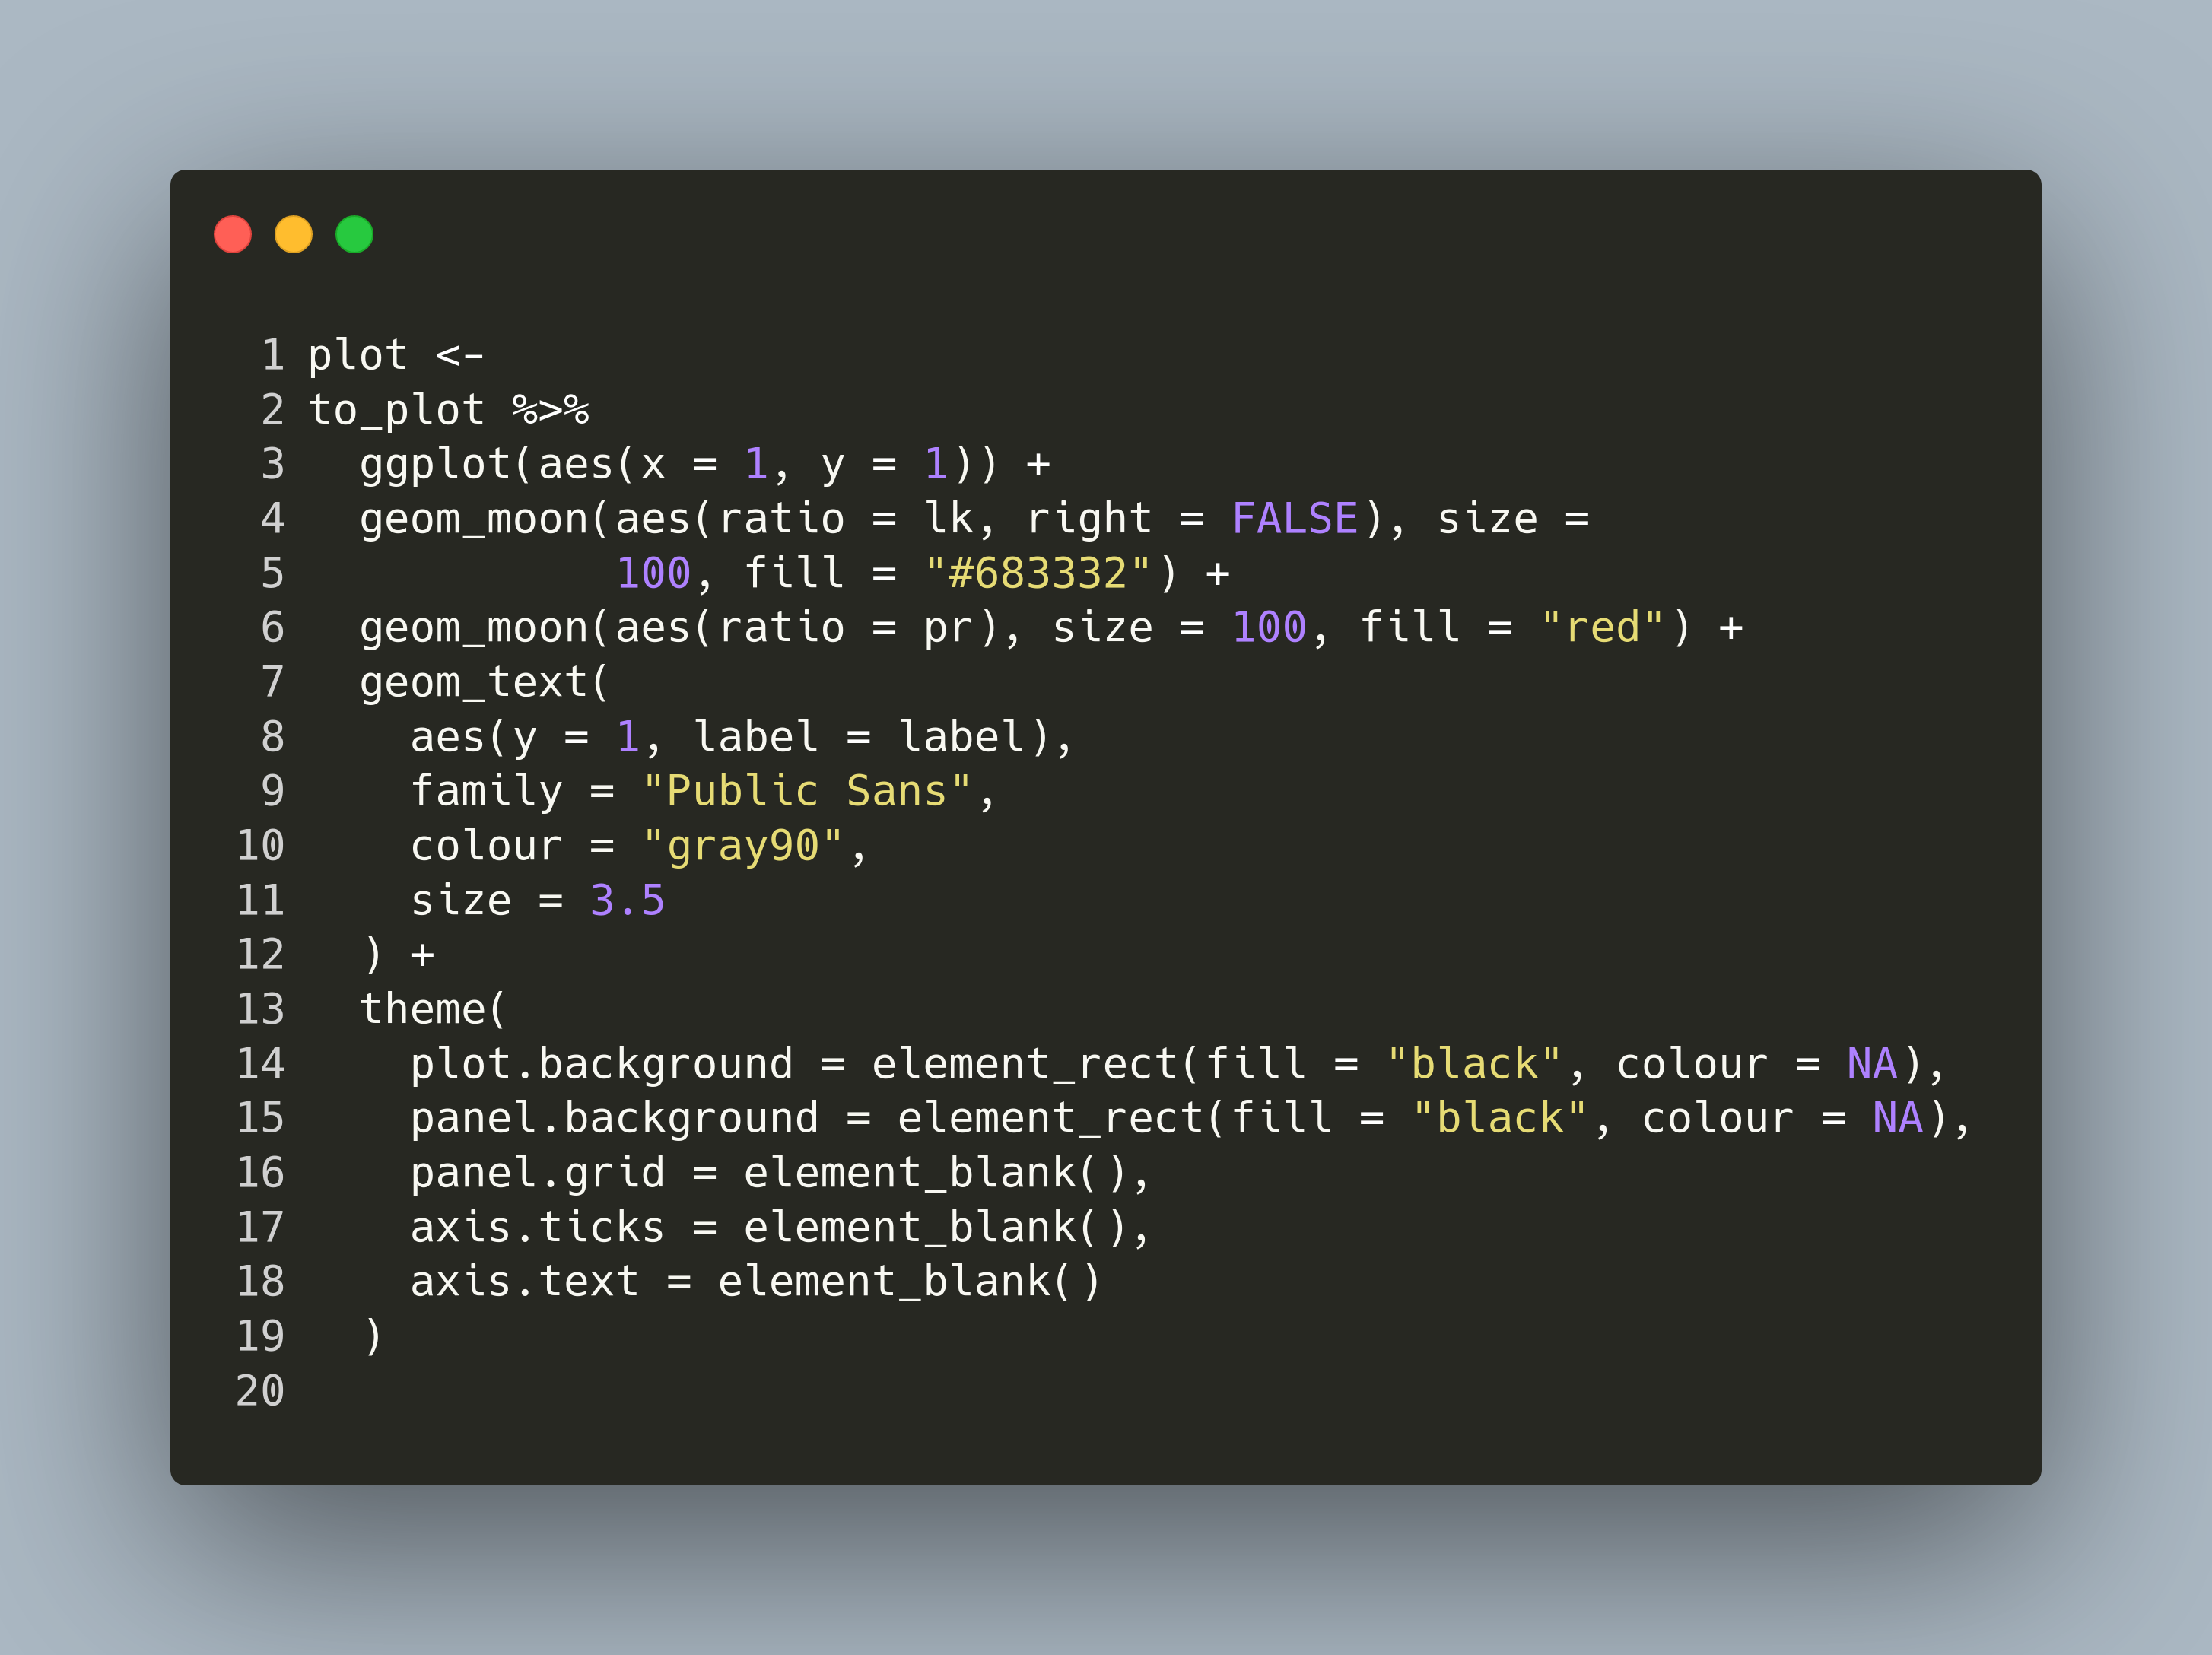 1 plot <-
2 to_plot %>%
3   ggplot(aes(x = 1, y = 1)) +
4   geom_moon(aes(ratio = lk, right = FALSE), size =
5             100, fill = "#683332") +
6   geom_moon(aes(ratio = pr), size = 100, fill = "red") +
7   geom_text(
8     aes(y = 1, label = label),
9     family = "Public Sans",
10     colour = "gray90",
11     size = 3.5
12   ) +
13   theme(
14     plot.background = element_rect(fill = "black", colour = NA),
15     panel.background = element_rect(fill = "black", colour = NA),
16     panel.grid = element_blank(),
17     axis.ticks = element_blank(),
18     axis.text = element_blank()
19   )
20